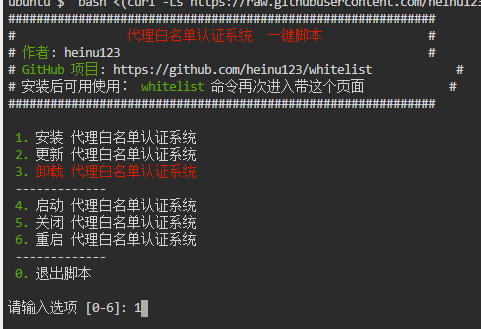 ubuntu $ bash <(curl -Ls https://raw.githubusercontent.com/heinu123
#############################################################
# 代理白名单认证系统 一键脚本 #
# 作者: heinu123 #
# GitHub 项目: https://github.com/heinu123/whitelist #
# 安装后可用使用: whitelist 命令再次进入带这个页面 #
#############################################################
1. 安装 代理白名单认证系统
2. 更新 代理白名单认证系统
3. 卸载 代理白名单认证系统
-------------
4. 启动 代理白名单认证系统
5. 关闭 代理白名单认证系统
6. 重启 代理白名单认证系统
-------------
0. 退出脚本
请输入选项 [0-6]: 1